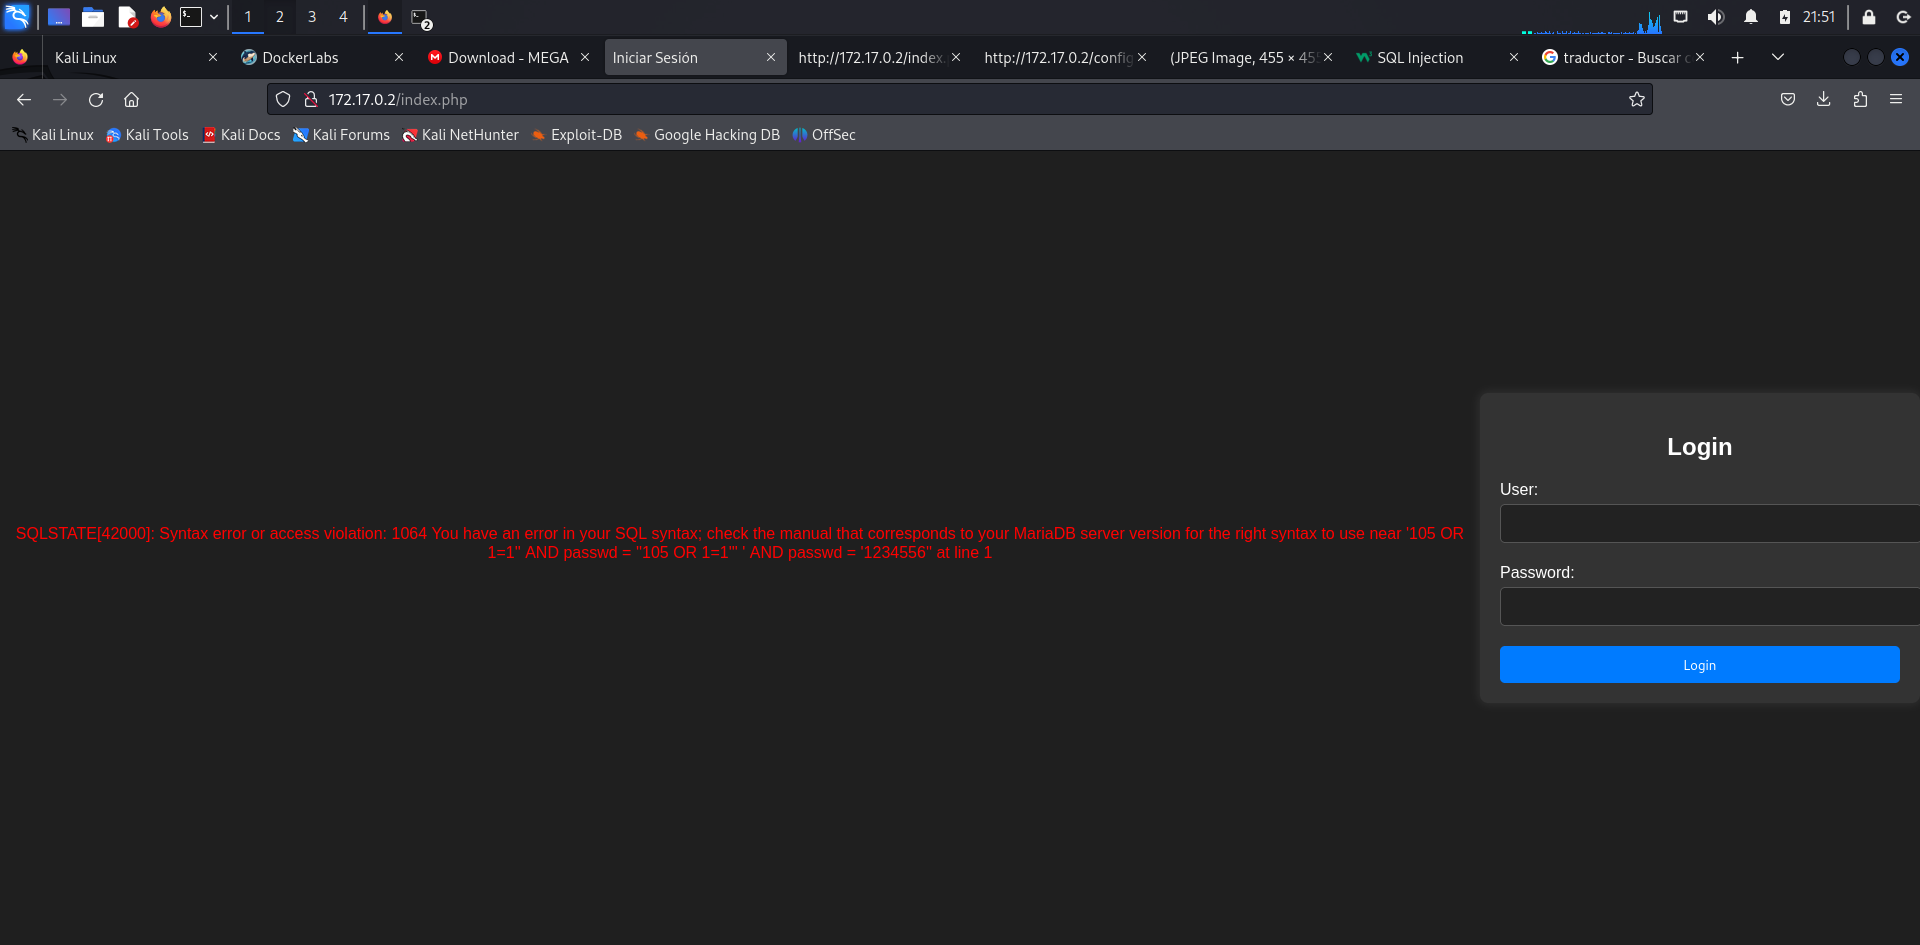 1 2 3 4 2 21:51
Kali Linux DockerLabs Download - MEGA Iniciar Sesión http://172.17.0.2/index. http://172.17.0.2/config (JPEG Image, 455 × 455 SQL Injection traductor - Buscar c
172.17.0.2/index.php
Kali Linux Kali Tools Kali Docs Kali Forums Kali NetHunter Exploit-DB Google Hacking DB OffSec
Login
User:
SQLSTATE[42000]: Syntax error or access violation: 1064 You have an error in your SQL syntax; check the manual that corresponds to your MariaDB server version for the right syntax to use near '105 OR
1=1" AND passwd = "105 OR 1=1"' ' AND passwd = '1234556'' at line 1
Password:
Login